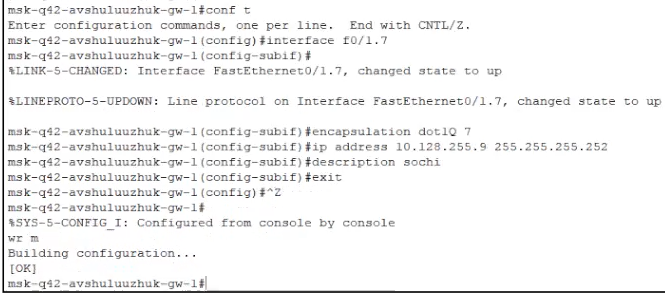 msk-q42-avshuluuzhuk-gw-1#conf t
Enter configuration commands, one per line.  End with CNTL/Z.
msk-q42-avshuluuzhuk-gw-1(config)#interface f0/1.7
msk-q42-avshuluuzhuk-gw-1(config-subif)#
%LINK-5-CHANGED: Interface FastEthernet0/1.7, changed state to up
%LINEPROTO-5-UPDOWN: Line protocol on Interface FastEthernet0/1.7, changed state to up
msk-q42-avshuluuzhuk-gw-1(config-subif)#encapsulation dot1Q 7
msk-q42-avshuluuzhuk-gw-1(config-subif)#ip address 10.128.255.9 255.255.255.252
msk-q42-avshuluuzhuk-gw-1(config-subif)#description sochi
msk-q42-avshuluuzhuk-gw-1(config-subif)#exit
msk-q42-avshuluuzhuk-gw-1(config)#^Z
msk-q42-avshuluuzhuk-gw-1#
%SYS-5-CONFIG_I: Configured from console by console
wr m
Building configuration...
[OK]
msk-q42-avshuluuzhuk-gw-1#